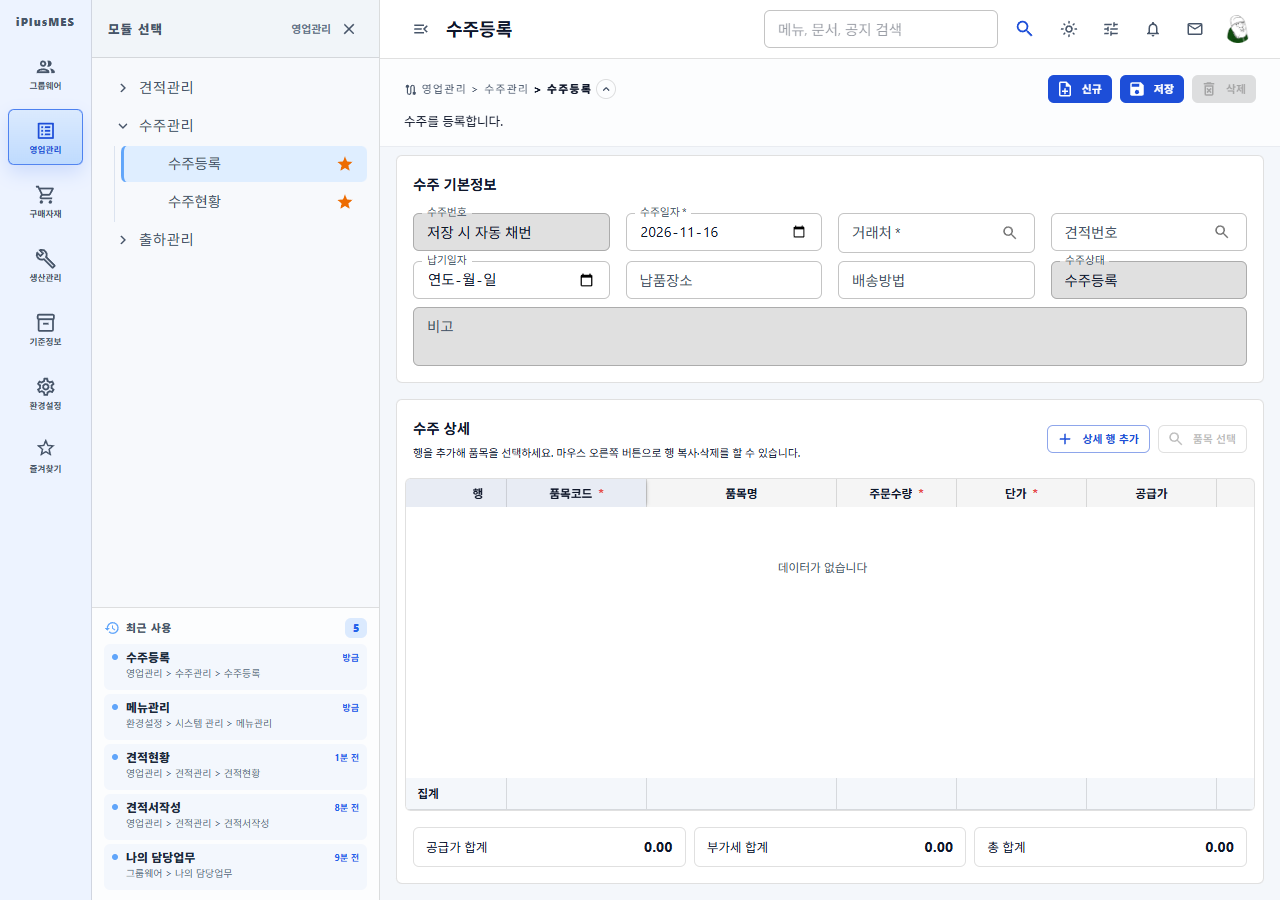 iPlusMES
그룹웨어
영업관리
구매자재
생산관리
기준정보
환경설정
즐겨찾기
모듈 선택
영업관리
견적관리
수주관리
수주등록
수주현황
출하관리
최근 사용
5
수주등록
방금
영업관리 > 수주관리 > 수주등록
메뉴관리
방금
환경설정 > 시스템 관리 > 메뉴관리
견적현황
1분 전
영업관리 > 견적관리 > 견적현황
견적서작성
8분 전
영업관리 > 견적관리 > 견적서작성
나의 담당업무
9분 전
그룹웨어 > 나의 담당업무
수주등록
메뉴, 문서, 공지 검색
영업관리 > 수주관리 > 수주등록
신규
저장
삭제
수주를 등록합니다.
수주 기본정보
수주번호
저장 시 자동 채번
수주일자 *
2026-11-16
거래처 *
견적번호
납기일자
연도-월-일
납품장소
배송방법
수주상태
수주등록
비고
수주 상세
행을 추가해 품목을 선택하세요. 마우스 오른쪽 버튼으로 행 복사·삭제를 할 수 있습니다.
상세 행 추가
품목 선택
행
품목코드 *
품목명
주문수량 *
단가 *
공급가
데이터가 없습니다
집계
공급가 합계
0.00
부가세 합계
0.00
총 합계
0.00